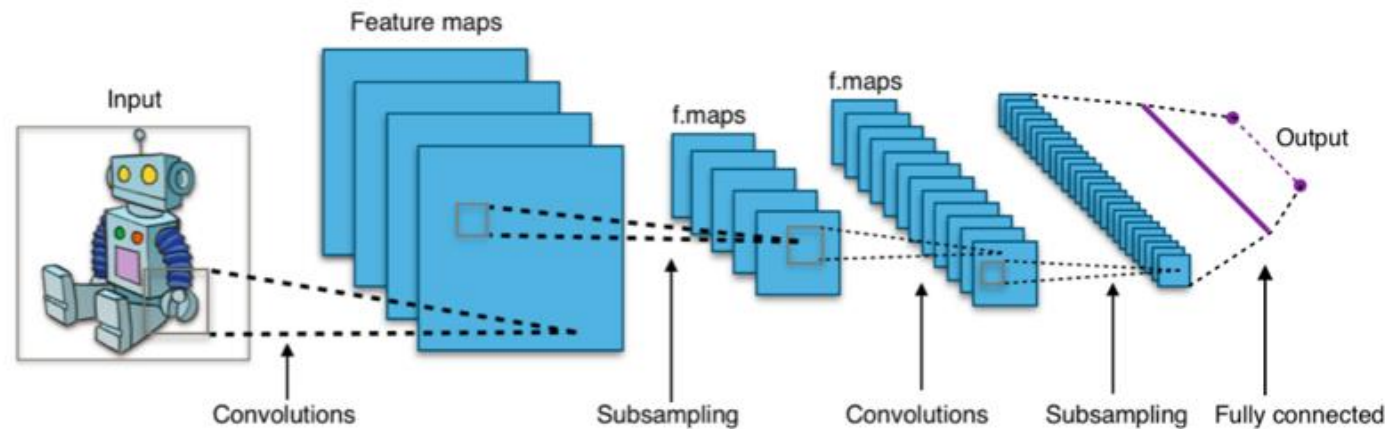 Feature maps
Input
f.maps
f.maps
Output
Convolutions
Subsampling
Convolutions
Subsampling
Fully connected